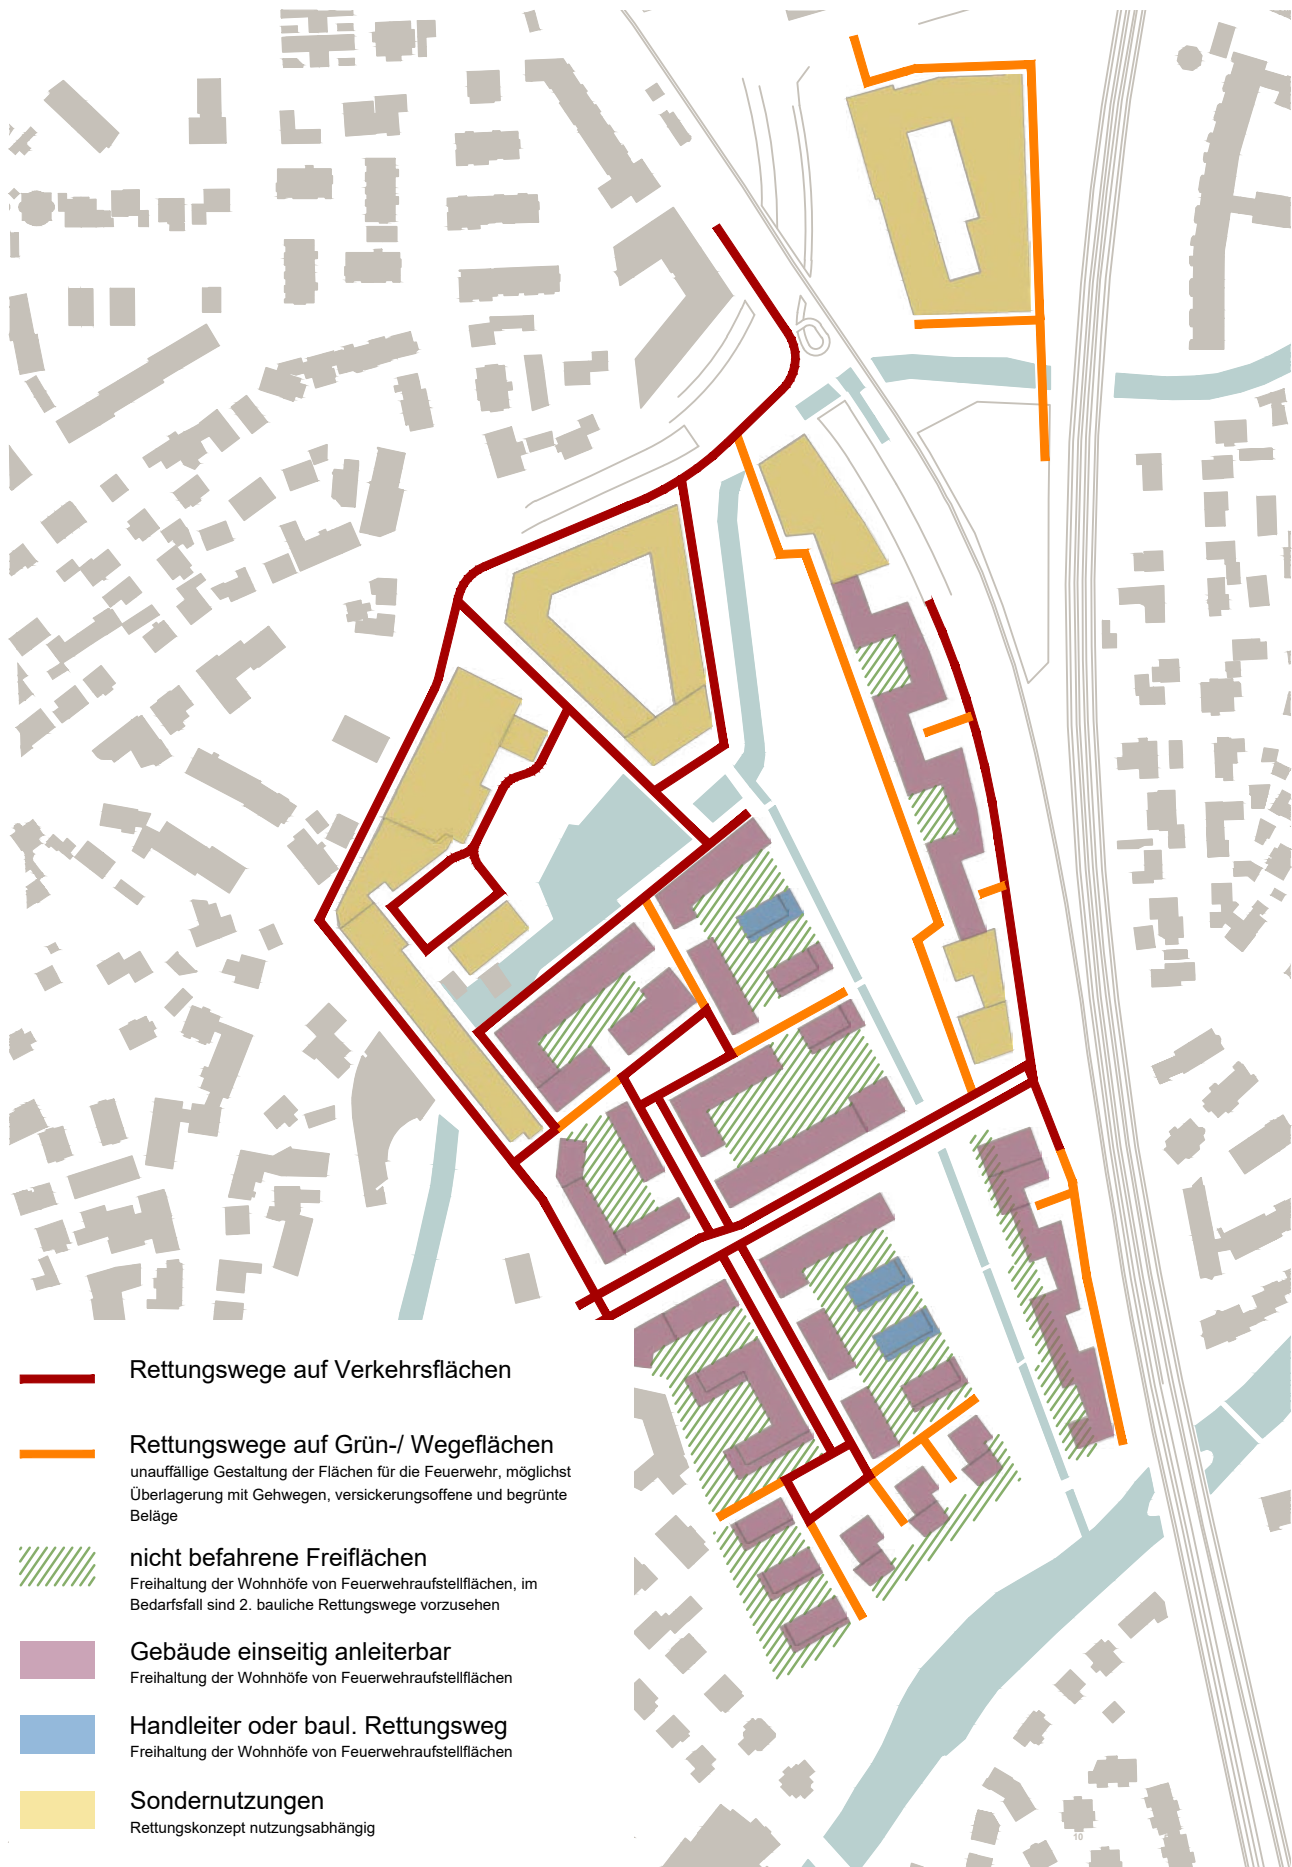 Rettungswege auf Verkehrsflächen
Rettungswege auf Grün-/ Wegeflächen
unauffällige Gestaltung der Flächen für die Feuerwehr, möglichst
Überlagerung mit Gehwegen, versickerungsoffene und begrünte
Beläge
nicht befahrene Freiflächen
Freihaltung der Wohnhöfe von Feuerwehraufstellflächen, im
Bedarfsfall sind 2. bauliche Rettungswege vorzusehen
Gebäude einseitig anleiterbar
Freihaltung der Wohnhöfe von Feuerwehraufstellflächen
Handleiter oder baul. Rettungsweg
Freihaltung der Wohnhöfe von Feuerwehraufstellflächen
Sondernutzungen
Rettungskonzept nutzungsabhängig
10